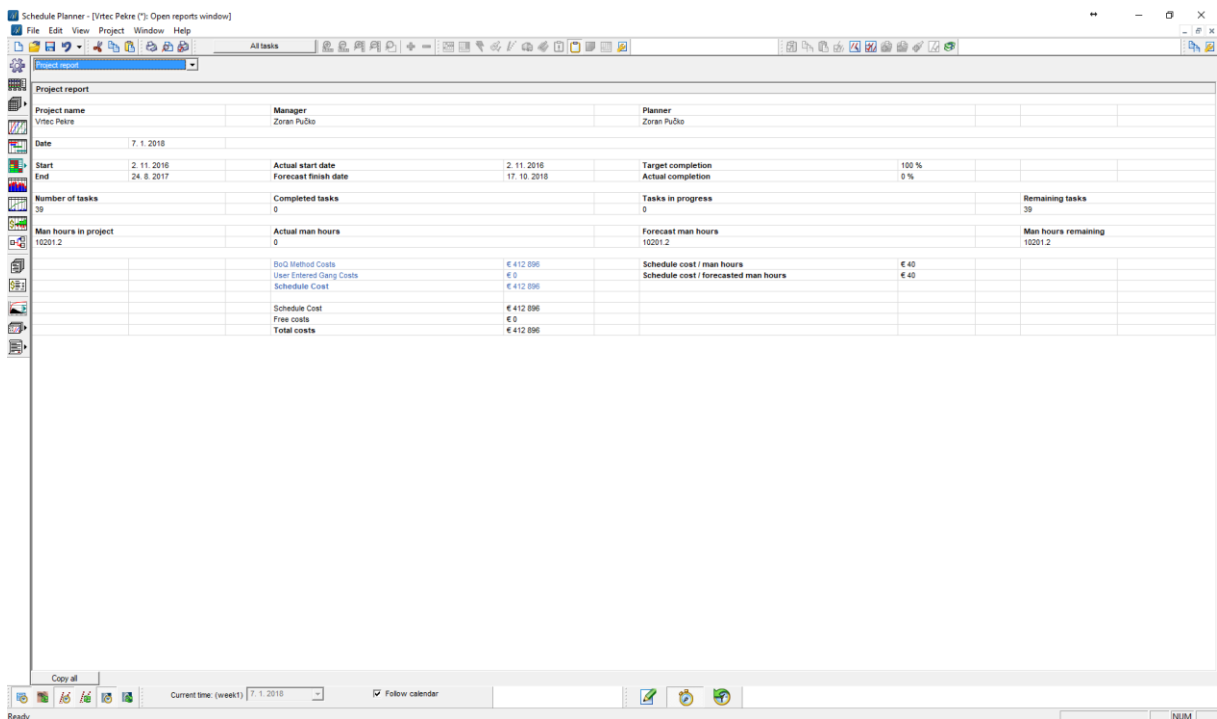 Schedule Planner - [Vrtec Pekre (*): Open reports window]
File Edit View Project Window Help
All tasks
Project report
Project report
Project name Manager Planner
Vrtec Pekre Zoran Pučko Zoran Pučko
Date 7. 1. 2018
Start 2. 11. 2016 Actual start date 2. 11. 2016 Target completion 100 %
End 24. 8. 2017 Forecast finish date 17. 10. 2018 Actual completion 0 %
Number of tasks Completed tasks Tasks in progress Remaining tasks
39 0 0 39
Man hours in project Actual man hours Forecast man hours Man hours remaining
10201.2 0 10201.2 10201.2
BoQ Method Costs € 412 896 Schedule cost / man hours € 40
User Entered Gang Costs € 0 Schedule cost / forecasted man hours € 40
Schedule Cost € 412 896
Schedule Cost € 412 896
Free costs € 0
Total costs € 412 896
Copy all
Current time: (week1) 7. 1. 2018 Follow calendar
Ready NUM